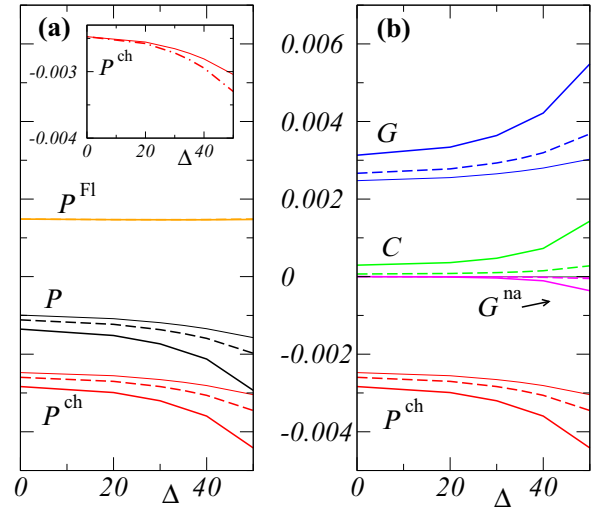 (a)
-0.003
P^ch
-0.004
0 20 40
Δ
P^Fl
P
P^ch
0 20 40
Δ
(b)
0.006
0.004
G
0.002
C
0
G^na
-0.002
P^ch
-0.004
0 20 40
Δ